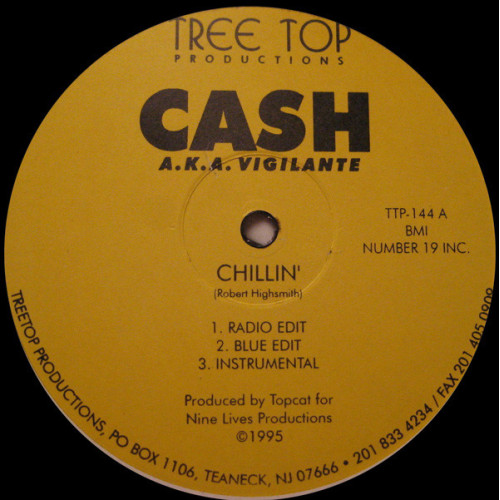 TREE TOP
PRODUCTIONS
CASH
A.K.A. VIGILANTE
TTP-144 A
BMI
NUMBER 19 INC.
CHILLIN'
(Robert Highsmith)
1. RADIO EDIT
2. BLUE EDIT
3. INSTRUMENTAL
Produced by Topcat for
Nine Lives Productions
©1995
TREETOP PRODUCTIONS, PO BOX 1106, TEANECK, NJ 07666 • 201 833 4234 / FAX 201 405 0909